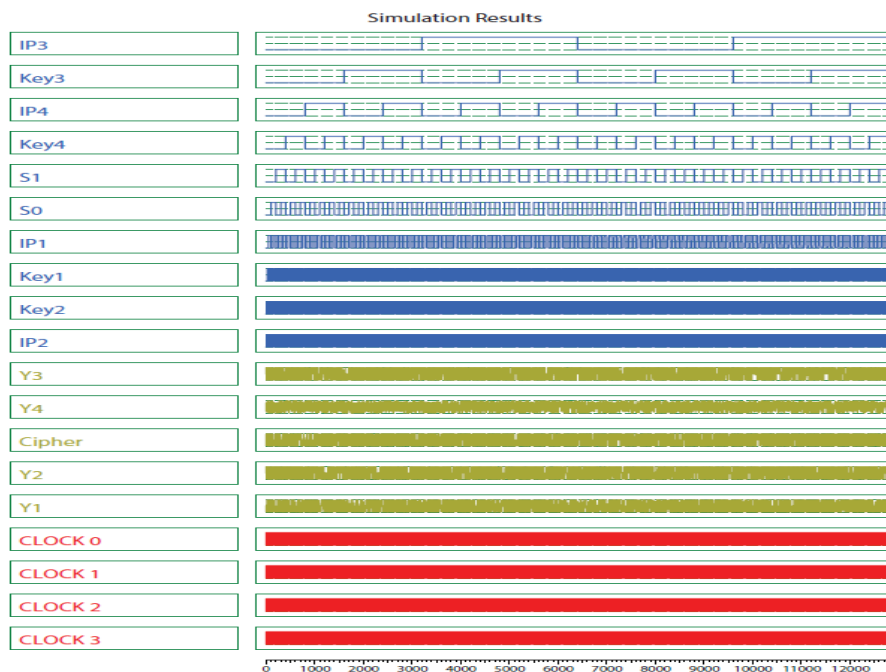 Simulation Results
IP3
Key3
IP4
Key4
S1
S0
IP1
Key1
Key2
IP2
Y3
Y4
Cipher
Y2
Y1
CLOCK 0
CLOCK 1
CLOCK 2
CLOCK 3
0 1000 2000 3000 4000 5000 6000 7000 8000 9000 10000 11000 12000